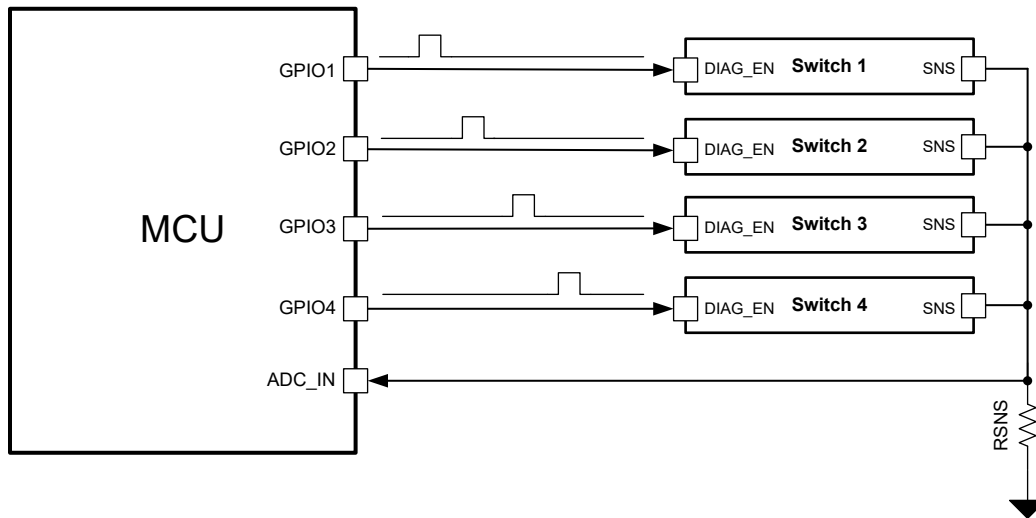 GPIO1
DIAG_EN Switch 1 SNS
GPIO2
DIAG_EN Switch 2 SNS
MCU
GPIO3
DIAG_EN Switch 3 SNS
GPIO4
DIAG_EN Switch 4 SNS
ADC_IN
RSNS